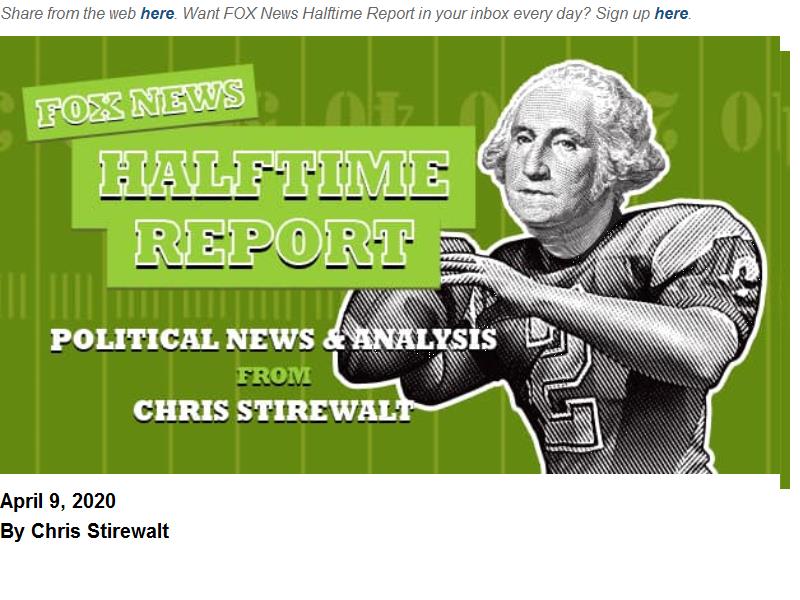 Share from the web here. Want FOX News Halftime Report in your inbox every day? Sign up here.
FOX NEWS
HALFTIME
REPORT
POLITICAL NEWS & ANALYSIS
FROM
CHRIS STIREWALT
2
April 9, 2020
By Chris Stirewalt